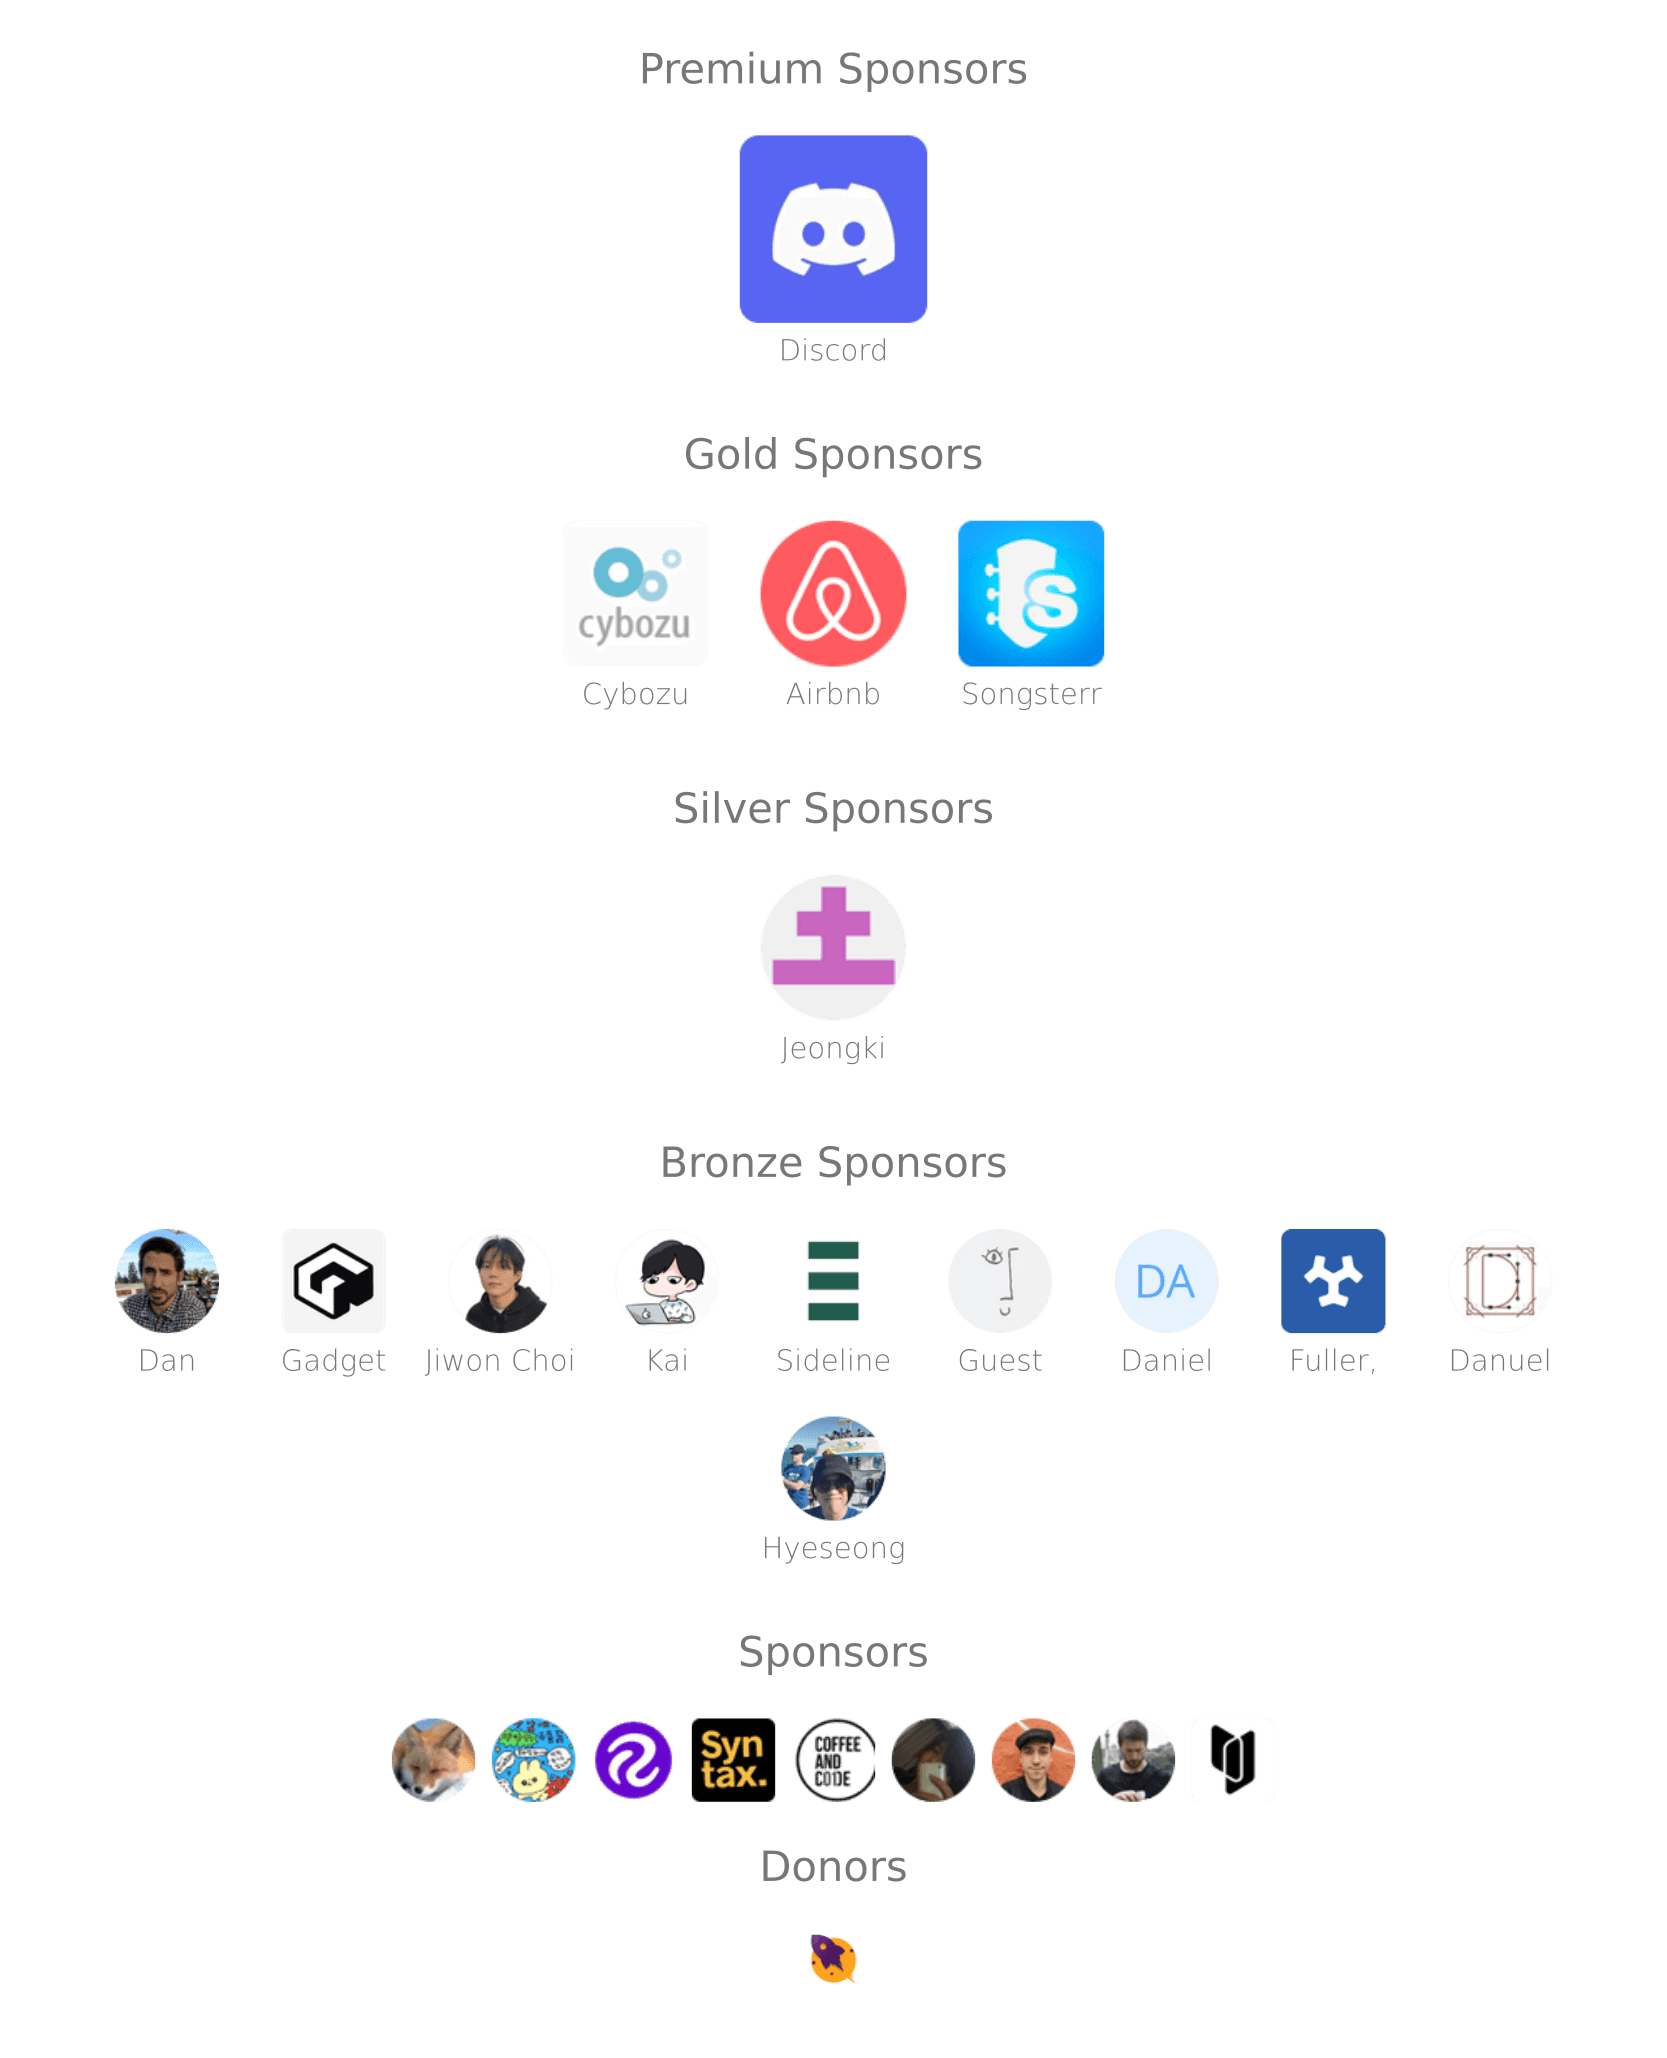 Premium Sponsors
Discord
Gold Sponsors
cybozu
S
Cybozu Airbnb Songsterr
Silver Sponsors
Jeongki
Bronze Sponsors
DA
Dan Gadget Jiwon Choi Kai Sideline Guest Daniel Fuller, Danuel
Hyeseong
Sponsors
Syn
tax.
COFFEE
AND
CODE
Donors